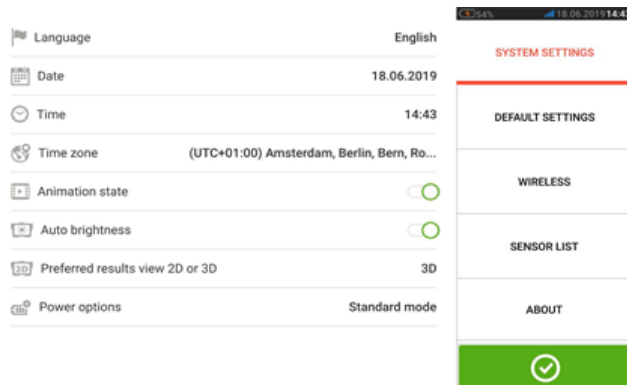 Language English
Date 18.06.2019
Time 14:43
Time zone (UTC+01:00) Amsterdam, Berlin, Bern, Ro...
Animation state
Auto brightness
2D Preferred results view 2D or 3D 3D
Power options Standard mode
54% 18.06.2019 14:43
SYSTEM SETTINGS
DEFAULT SETTINGS
WIRELESS
SENSOR LIST
ABOUT